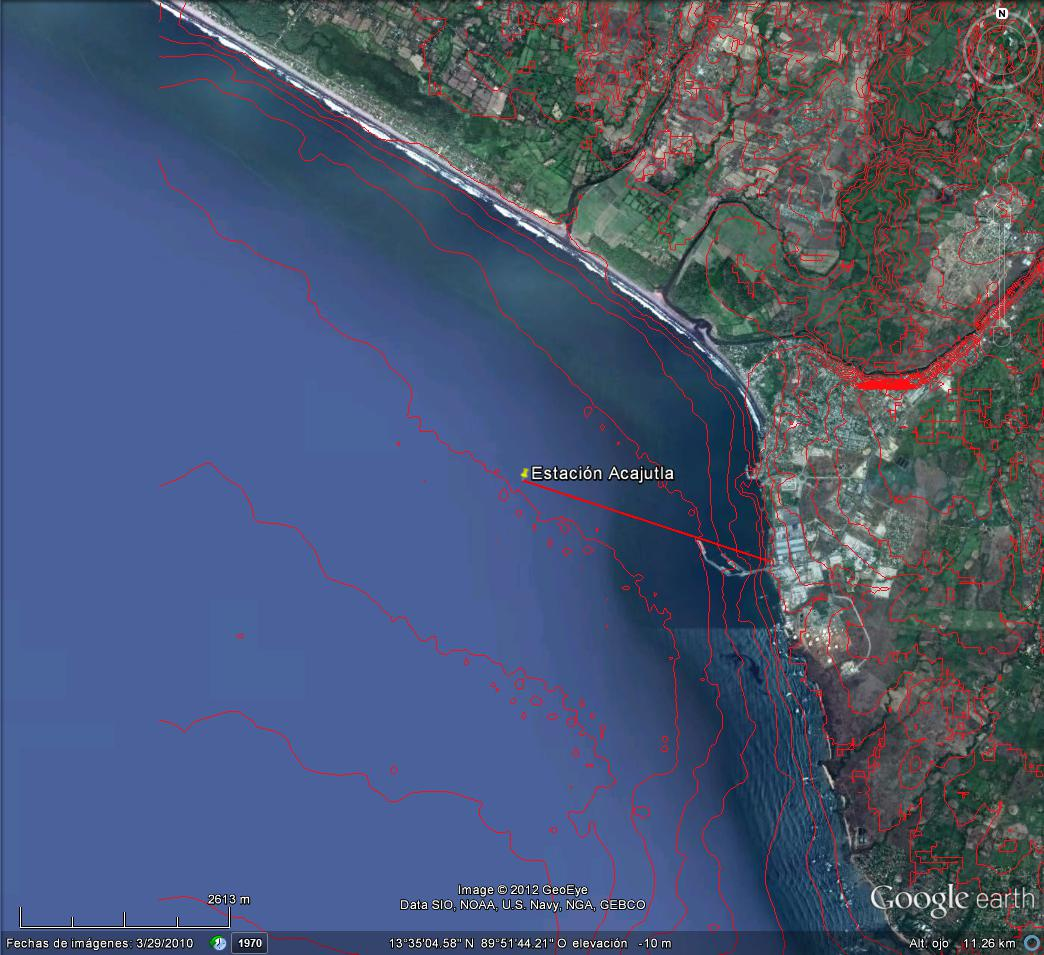 N
Estación Acajutla
2613 m
Image © 2012 GeoEye
Data SIO, NOAA, U.S. Navy, NGA, GEBCO
Google earth
Fechas de imágenes: 3/29/2010
1970
13°35'04.58" N 89°51'44.21" O elevación -10 m
Alt. ojo 11.26 km